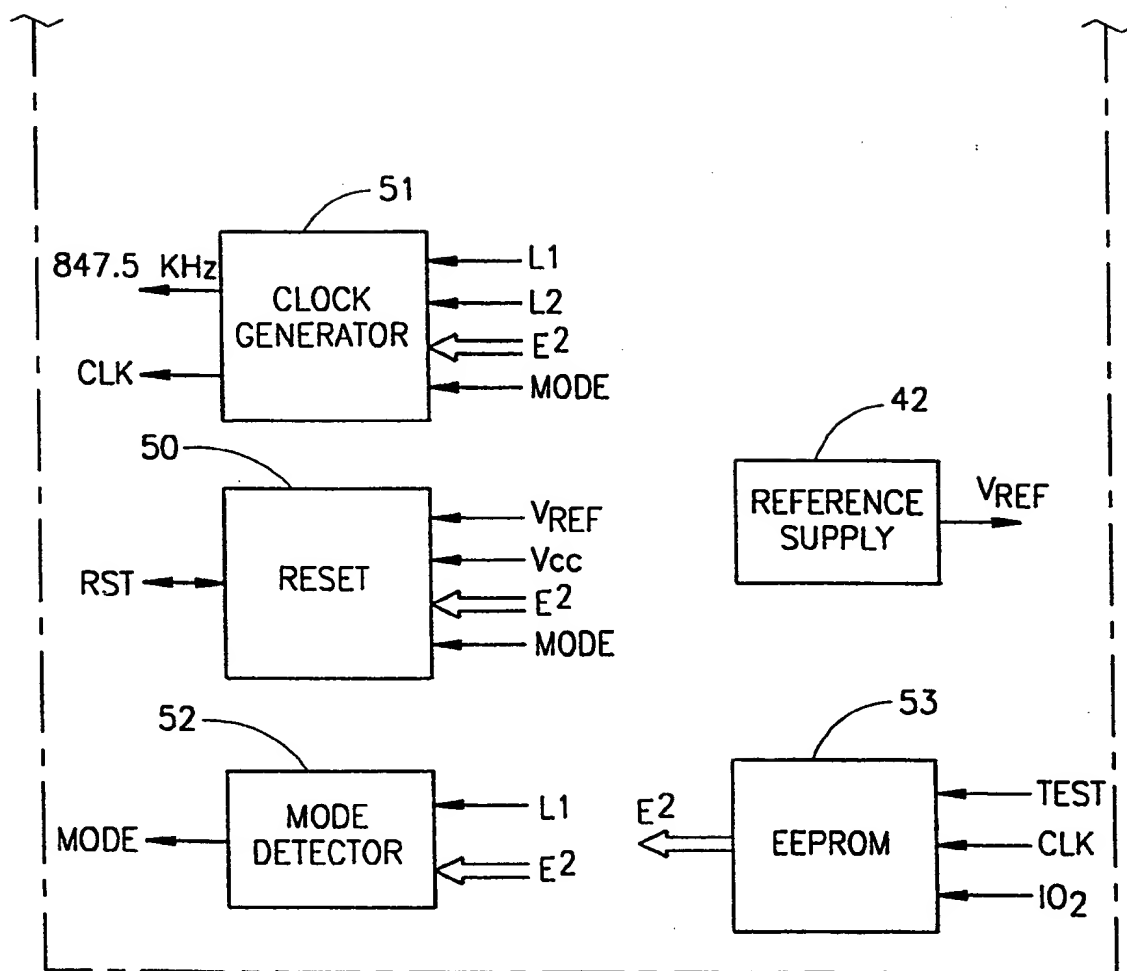 51
847.5 KHz
CLOCK
GENERATOR
CLK
L1
L2
E2
MODE
42
REFERENCE
SUPPLY
VREF
50
RESET
RST
VREF
Vcc
E2
MODE
52
MODE
DETECTOR
MODE
L1
E2
53
EEPROM
E2
TEST
CLK
IO2